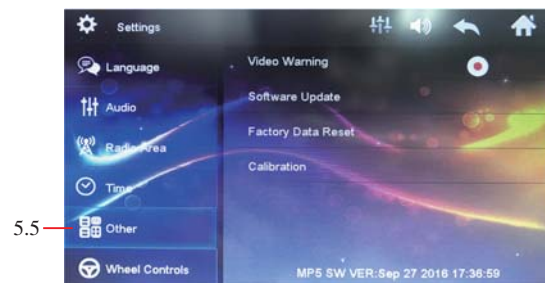 Settings
Language
Audio
Radio Area
Time
Other
Wheel Controls
Video Warning
Software Update
Factory Data Reset
Calibration
MP5 SW VER:Sep 27 2016 17:36:59
5.5